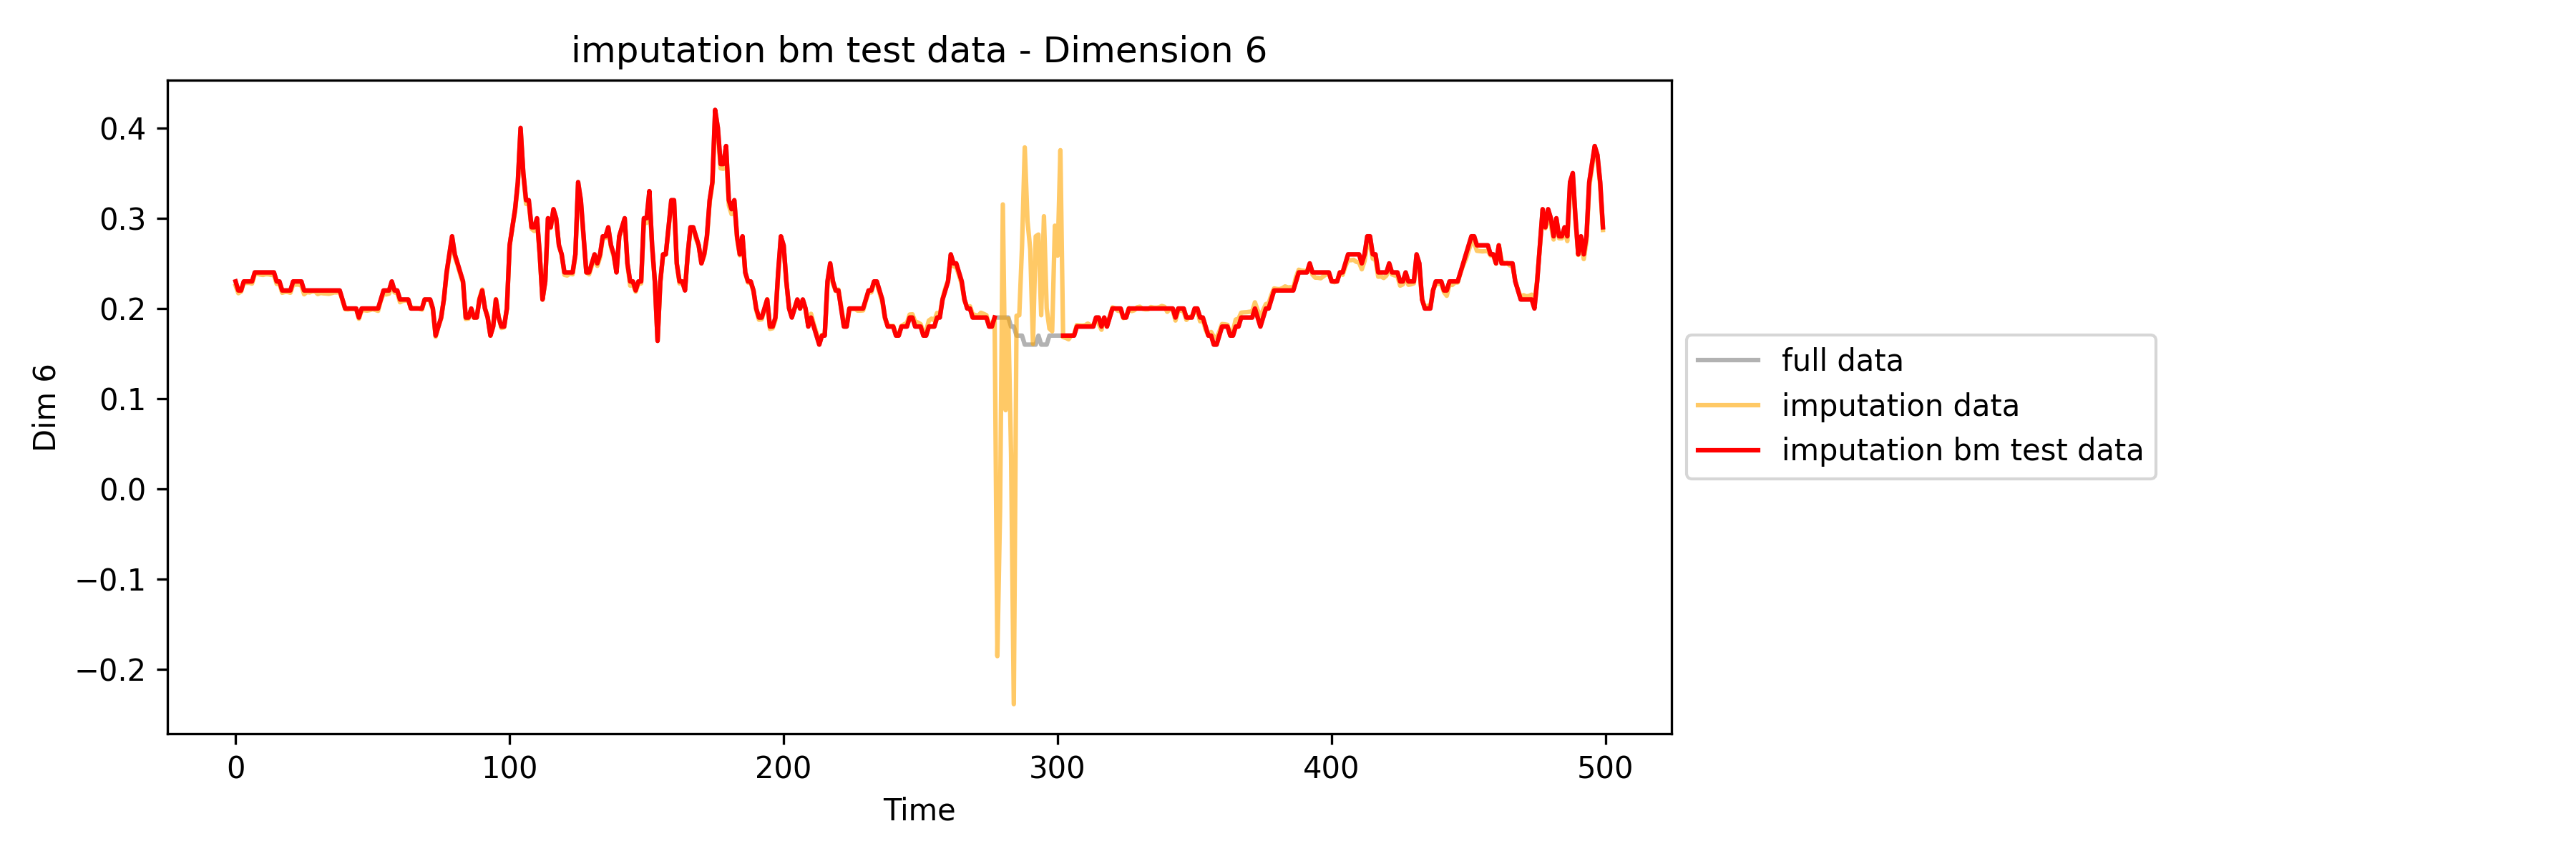 imputation bm test data - Dimension 6
Dim 6
0.4
0.3
0.2
0.1
0.0
−0.1
−0.2
0 100 200 300 400 500
Time
full data
imputation data
imputation bm test data